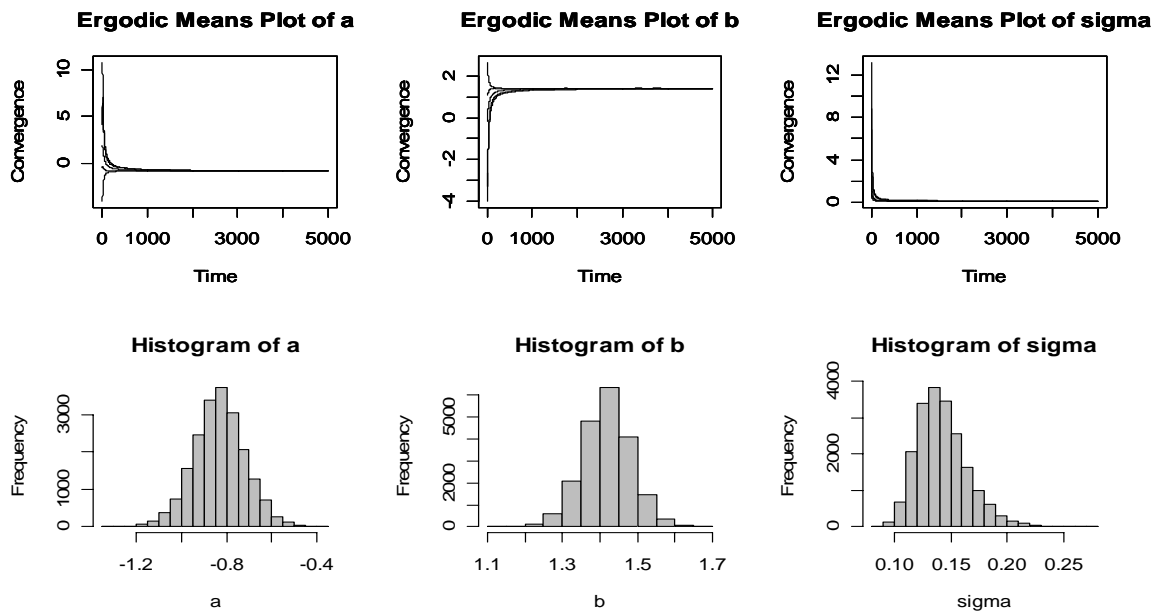 Ergodic Means Plot of a
Convergence
10
5
0
0 1000 3000 5000
Time
Ergodic Means Plot of b
Convergence
2
0
-2
-4
0 1000 3000 5000
Time
Ergodic Means Plot of sigma
Convergence
12
8
4
0
0 1000 3000 5000
Time
Histogram of a
Frequency
3000
1000
0
-1.2 -0.8 -0.4
a
Histogram of b
Frequency
5000
2000
0
1.1 1.3 1.5 1.7
b
Histogram of sigma
Frequency
4000
2000
0
0.10 0.15 0.20 0.25
sigma